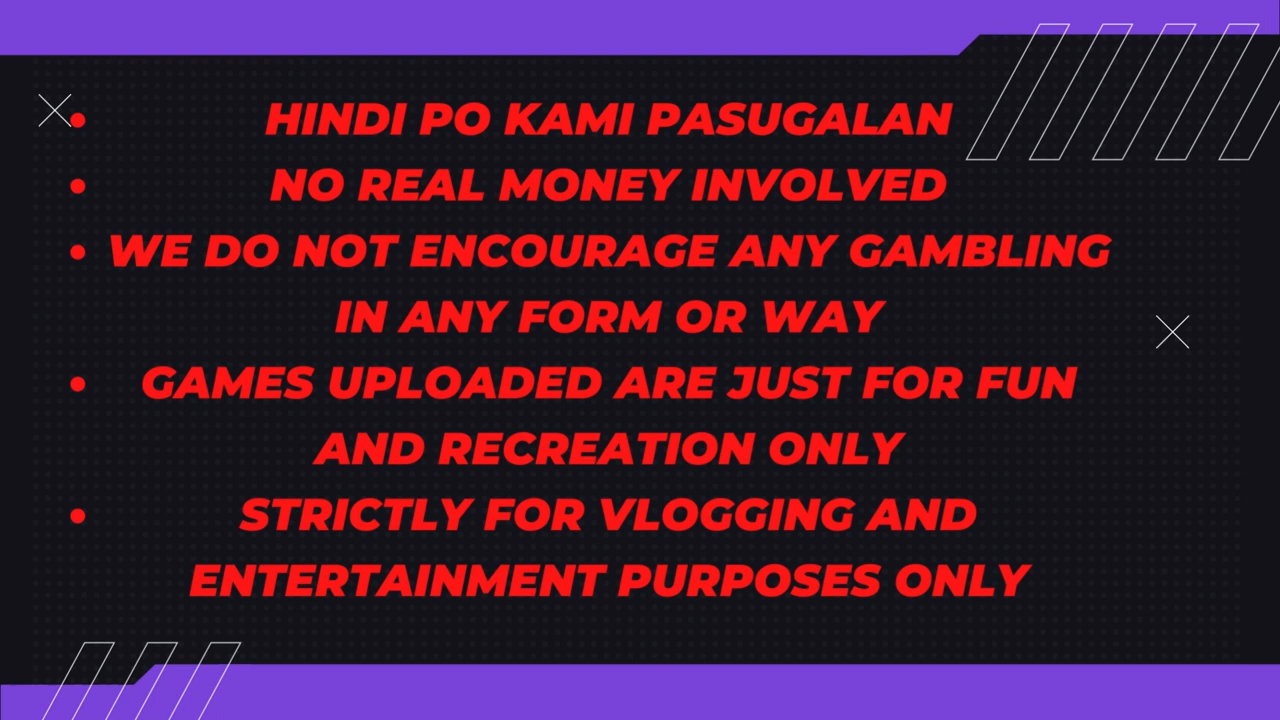 • HINDI PO KAMI PASUGALAN
• NO REAL MONEY INVOLVED
• WE DO NOT ENCOURAGE ANY GAMBLING
IN ANY FORM OR WAY
• GAMES UPLOADED ARE JUST FOR FUN
AND RECREATION ONLY
• STRICTLY FOR VLOGGING AND
ENTERTAINMENT PURPOSES ONLY